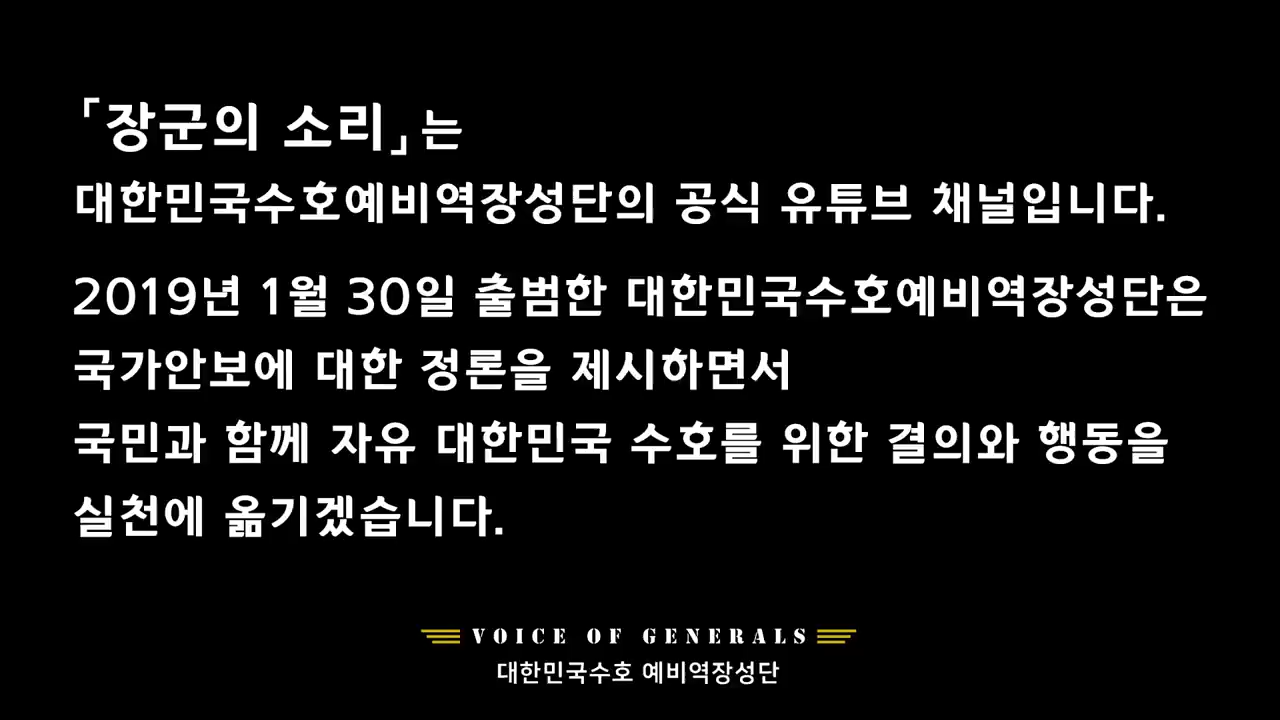 「장군의 소리」는
대한민국수호예비역장성단의 공식 유튜브 채널입니다.
2019년 1월 30일 출범한 대한민국수호예비역장성단은
국가안보에 대한 정론을 제시하면서
국민과 함께 자유 대한민국 수호를 위한 결의와 행동을
실천에 옮기겠습니다.
VOICE OF GENERALS
대한민국수호 예비역장성단